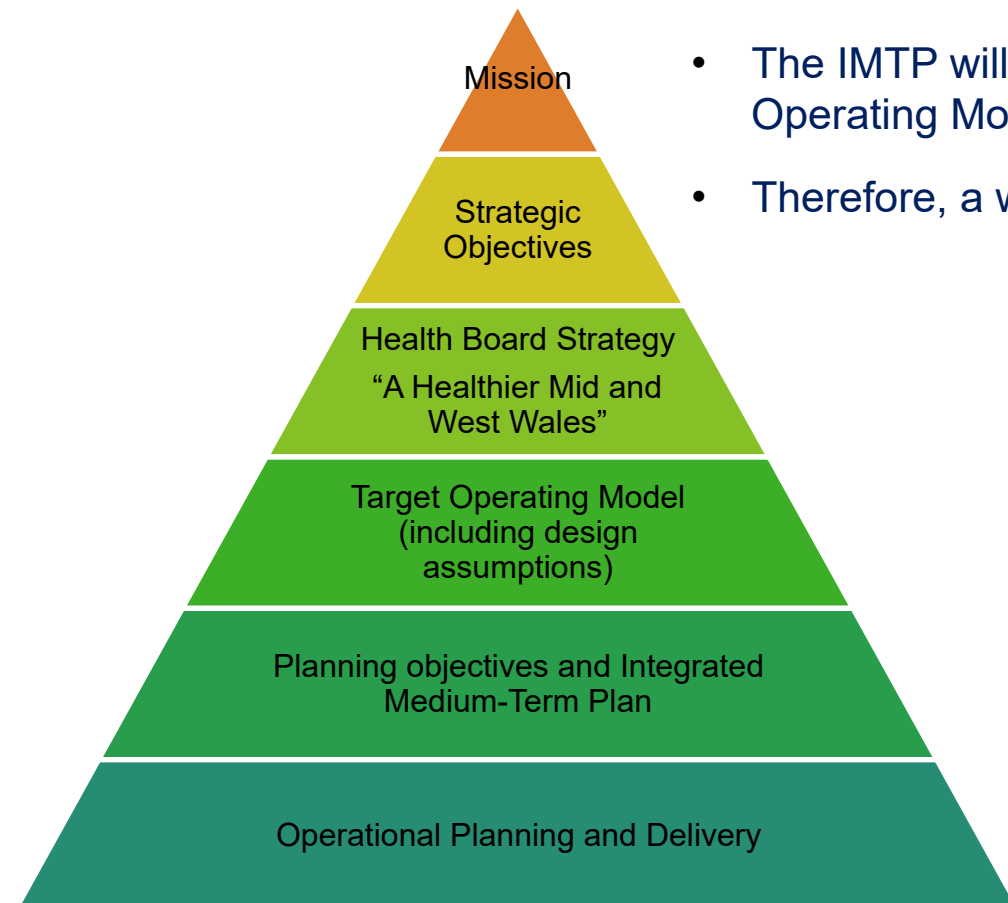 Mission
Strategic
Objectives
Health Board Strategy
“A Healthier Mid and
West Wales”
Target Operating Model
(including design
assumptions)
Planning objectives and Integrated
Medium-Term Plan
Operational Planning and Delivery
• The IMTP will
Operating
• Therefore, a